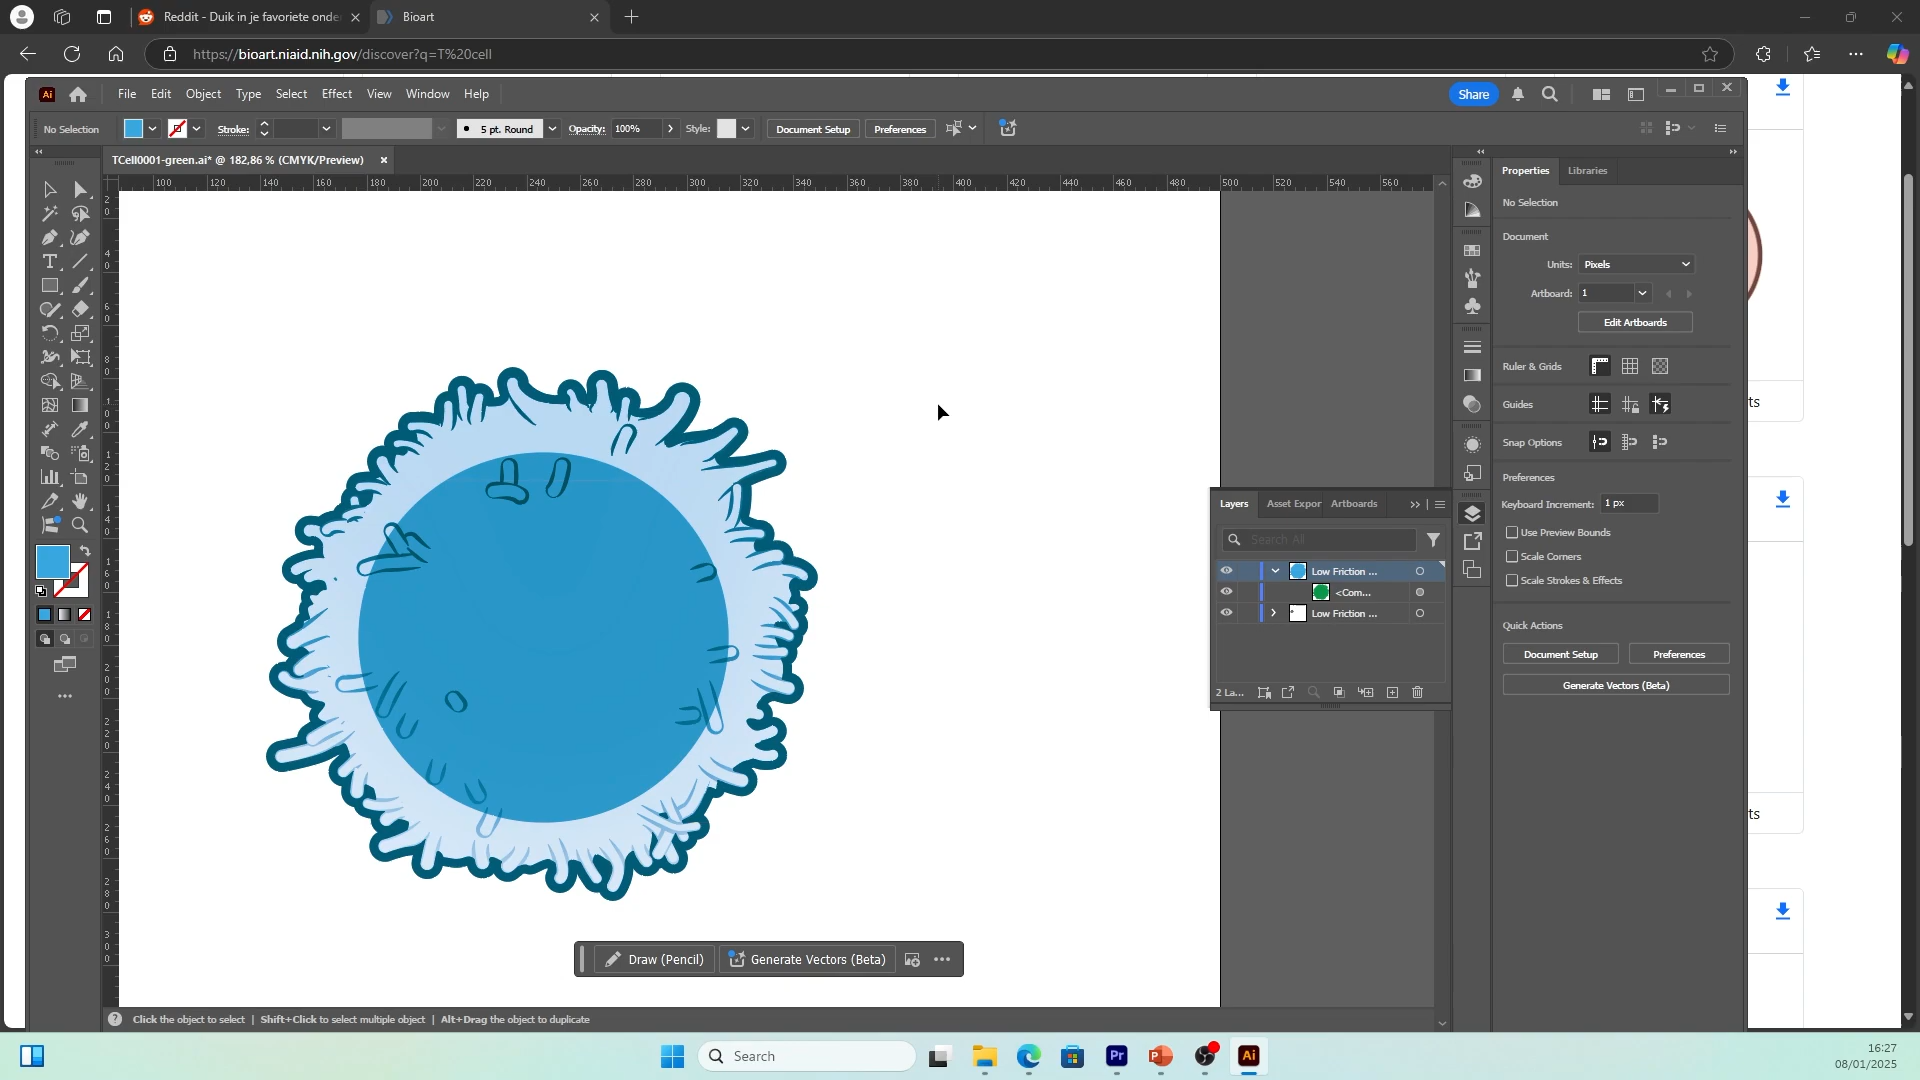 Reddit - Duik in je favoriete onde
Bioart
https://bioart.niaid.nih.gov/discover?q=T%20cell
Ai
File Edit Object Type Select Effect View Window Help
Share
No Selection
Stroke:
5 pt. Round
Opacity: 100%
Style:
Document Setup
Preferences
TCell0001-green.ai* @ 182,86 % (CMYK/Preview)
100 120 140 160 180 200 220 240 260 280 300 320 340 360 380 400 420 440 460 480 500 520 540 560
Properties
Libraries
No Selection
Document
Units: Pixels
Artboard: 1
Edit Artboards
Ruler & Grids
Guides
Snap Options
Preferences
Keyboard Increment: 1 px
Use Preview Bounds
Scale Corners
Scale Strokes & Effects
Quick Actions
Document Setup
Preferences
Generate Vectors (Beta)
Layers
Asset Expor
Artboards
Search All
Low Friction ...
<Com...
Low Friction ...
2 La...
ts
ts
Draw (Pencil)
Generate Vectors (Beta)
Click the object to select | Shift+Click to select multiple object | Alt+Drag the object to duplicate
Search
Pr
P
Ai
16:27
08/01/2025